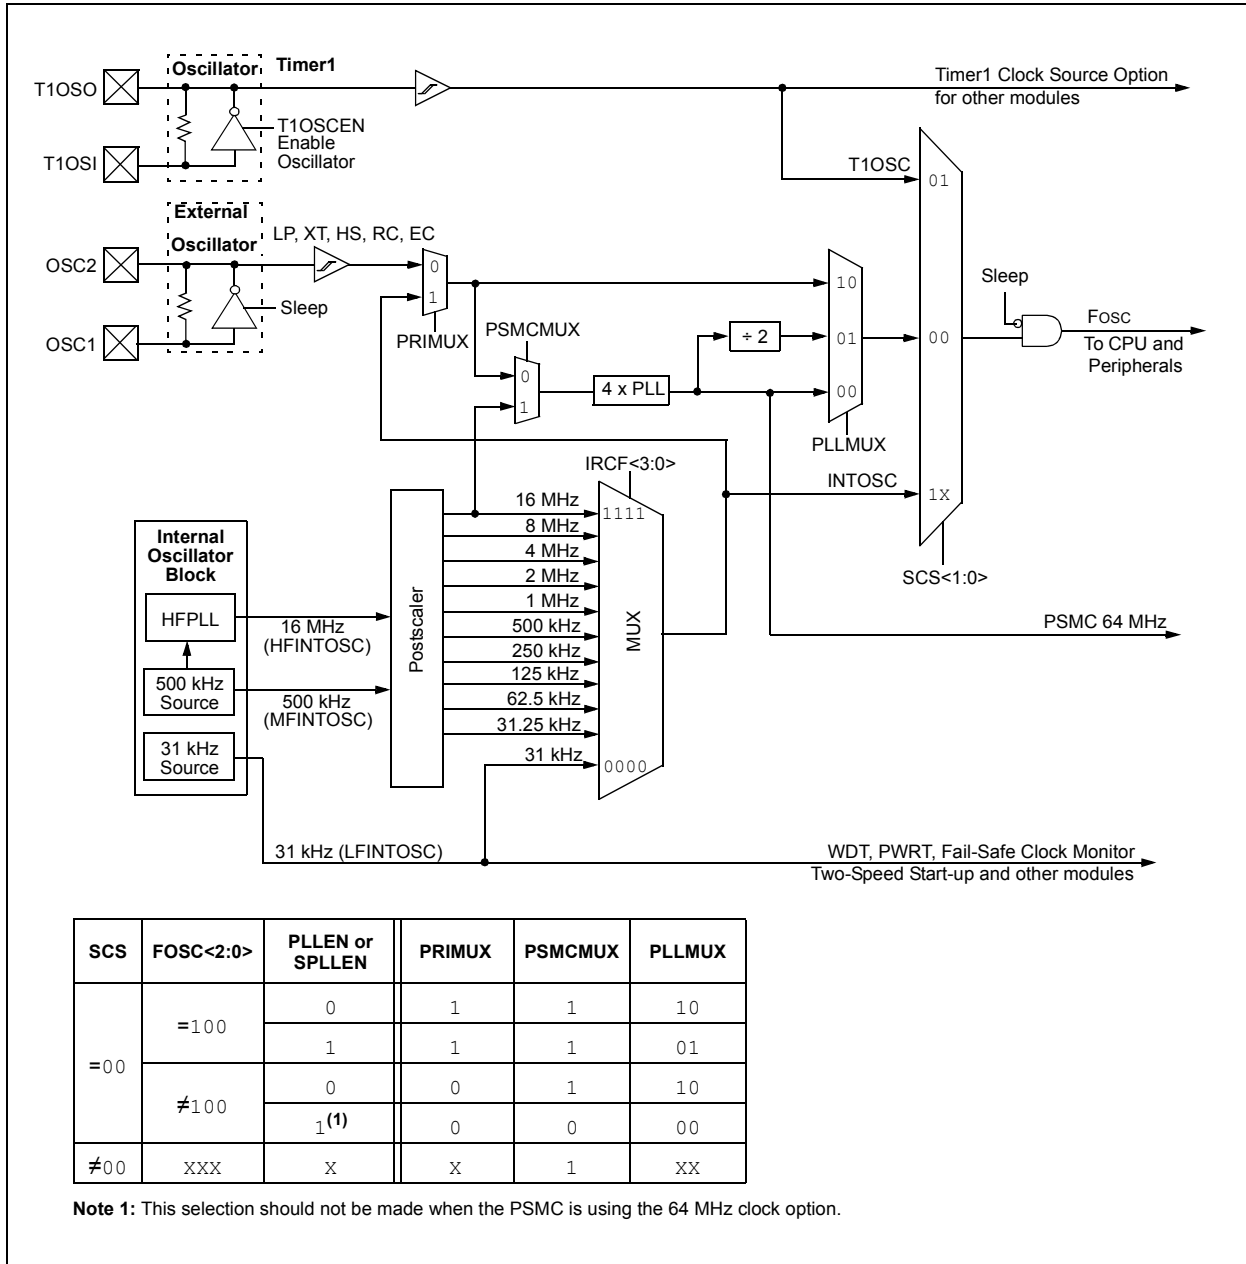 Oscillator Timer1
T1OSO
T1OSI
T1OSCEN
Enable
Oscillator
Timer1 Clock Source Option
for other modules
T1OSC
01
External
Oscillator
OSC2
OSC1
Sleep
LP, XT, HS, RC, EC
0
1
PRIMUX
PSMCMUX
0
1
4 x PLL
÷ 2
10
01
00
PLLMUX
00
Sleep
FOSC
To CPU and
Peripherals
INTOSC
1X
SCS<1:0>
PSMC 64 MHz
IRCF<3:0>
Internal
Oscillator
Block
HFPLL
500 kHz
Source
31 kHz
Source
16 MHz
(HFINTOSC)
500 kHz
(MFINTOSC)
Postscaler
16 MHz
8 MHz
4 MHz
2 MHz
1 MHz
500 kHz
250 kHz
125 kHz
62.5 kHz
31.25 kHz
31 kHz
1111
MUX
0000
31 kHz (LFINTOSC)
WDT, PWRT, Fail-Safe Clock Monitor
Two-Speed Start-up and other modules
SCS FOSC<2:0> PLLEN or SPLLEN PRIMUX PSMCMUX PLLMUX
=00 =100 0 1 1 10
1 1 1 01
≠100 0 0 1 10
1(1) 0 0 00
≠00 XXX X X 1 XX
Note 1: This selection should not be made when the PSMC is using the 64 MHz clock option.